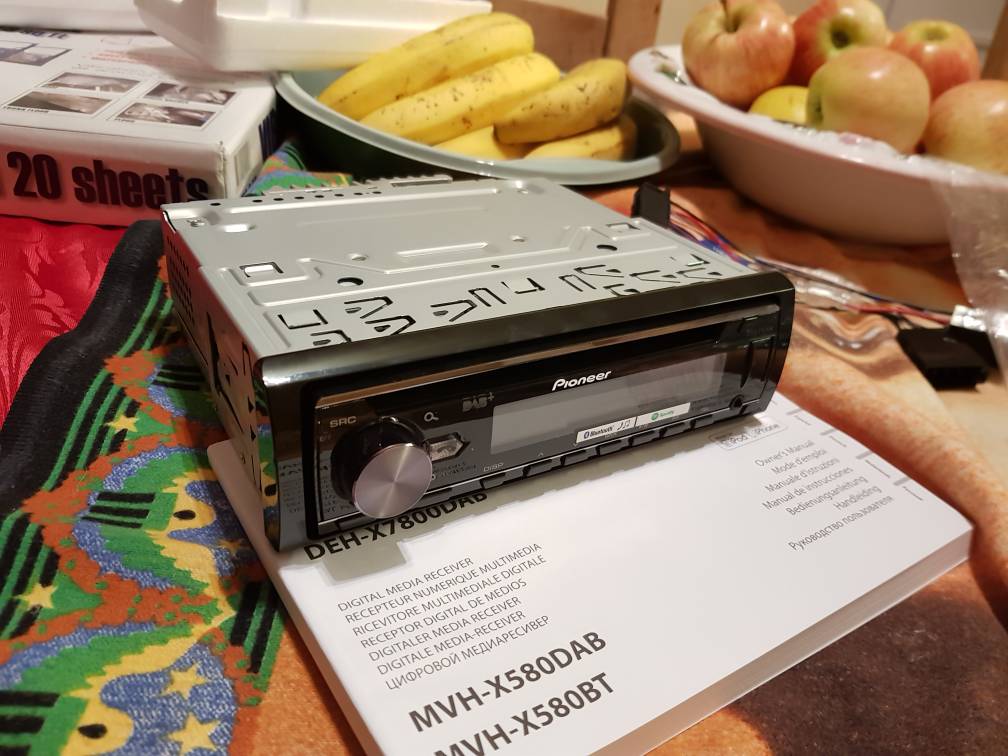 20 sheets
Pioneer
SRC
DAB+
Bluetooth
Spotify
DISP
iPod iPhone
DEH-X7800DAB
DIGITAL MEDIA RECEIVER
RECEPTEUR NUMERIQUE MULTIMEDIA
RICEVITORE MULTIMEDIALE DIGITALE
RECEPTOR DIGITAL DE MEDIOS
DIGITALER MEDIA RECEIVER
DIGITALE MEDIA-RECEIVER
ЦИФРОВОЙ МЕДИАРЕСИВЕР
MVH-X580DAB
MVH-X580BT
Owner's Manual
Mode d'emploi
Manuale d'istruzioni
Manual de instrucciones
Bedienungsanleitung
Handleiding
Руководство пользователя